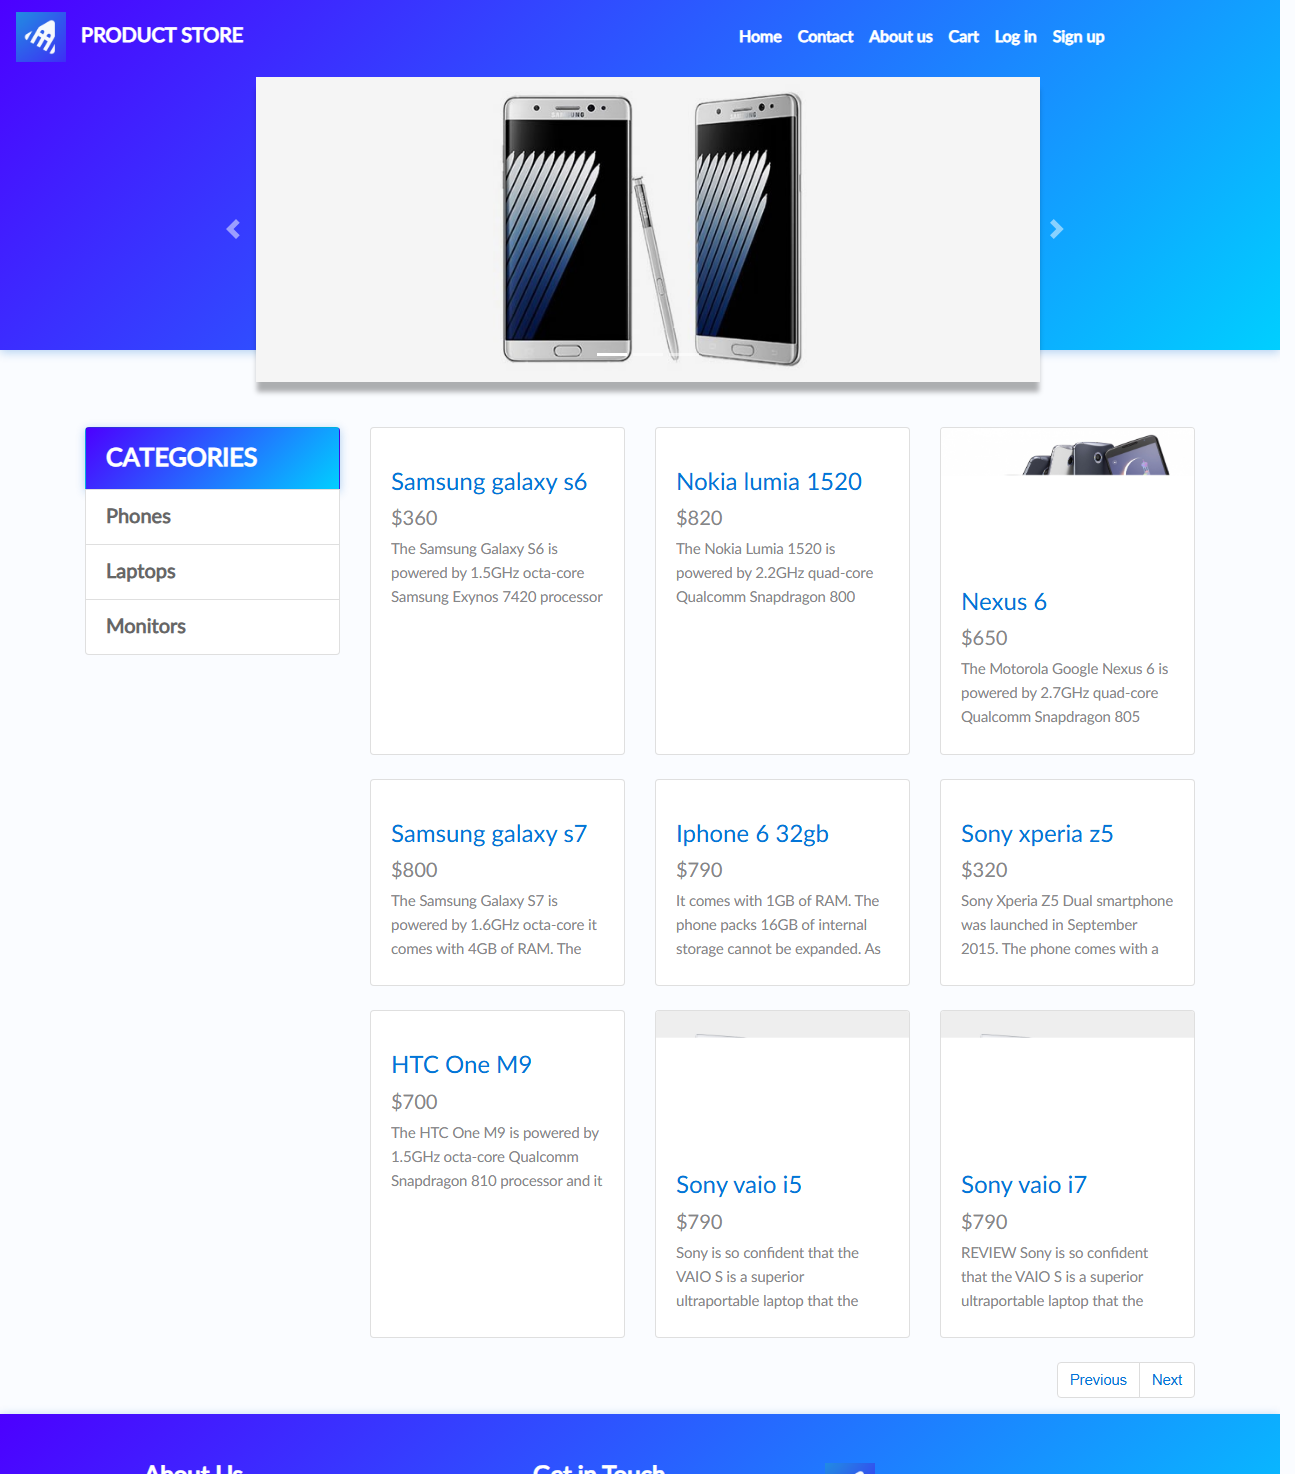 PRODUCT STORE
Home Contact About us Cart Log in Sign up
SAMSUNG
SAMSUNG
CATEGORIES
Phones
Laptops
Monitors
Samsung galaxy s6
$360
The Samsung Galaxy S6 is
powered by 1.5GHz octa-core
Samsung Exynos 7420 processor
Nokia lumia 1520
$820
The Nokia Lumia 1520 is
powered by 2.2GHz quad-core
Qualcomm Snapdragon 800
Nexus 6
$650
The Motorola Google Nexus 6 is
powered by 2.7GHz quad-core
Qualcomm Snapdragon 805
Samsung galaxy s7
$800
The Samsung Galaxy S7 is
powered by 1.6GHz octa-core it
comes with 4GB of RAM. The
Iphone 6 32gb
$790
It comes with 1GB of RAM. The
phone packs 16GB of internal
storage cannot be expanded. As
Sony xperia z5
$320
Sony Xperia Z5 Dual smartphone
was launched in September
2015. The phone comes with a
HTC One M9
$700
The HTC One M9 is powered by
1.5GHz octa-core Qualcomm
Snapdragon 810 processor and it
Sony vaio i5
$790
Sony is so confident that the
VAIO S is a superior
ultraportable laptop that the
Sony vaio i7
$790
REVIEW Sony is so confident
that the VAIO S is a superior
ultraportable laptop that the
Previous Next
About Us
Get in Touch